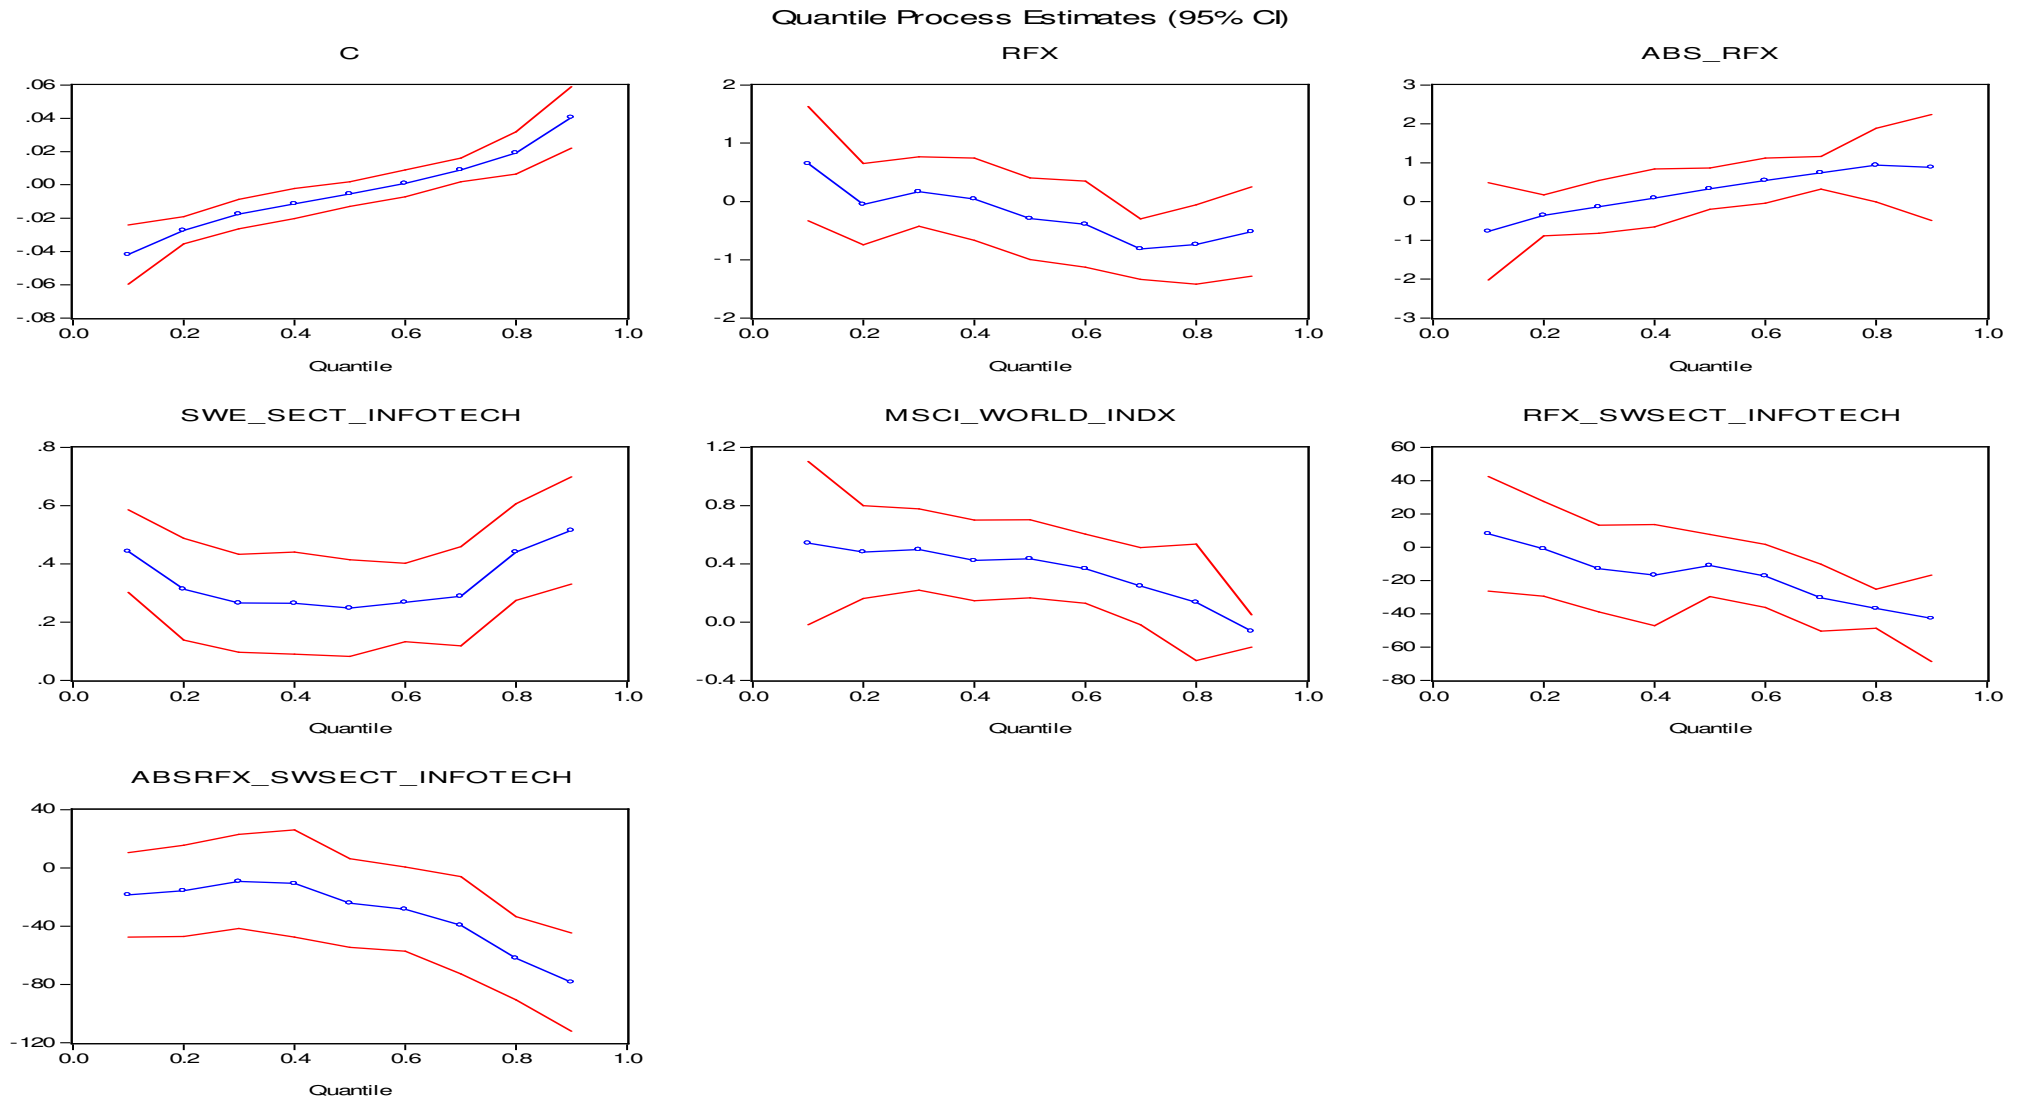 Quantile Process Estimates (95% CI)
C
.06
.04
.02
.00
-.02
-.04
-.06
-.08
0.0 0.2 0.4 0.6 0.8 1.0
Quantile
RFX
2
1
0
-1
-2
0.0 0.2 0.4 0.6 0.8 1.0
Quantile
ABS_RFX
3
2
1
0
-1
-2
-3
0.0 0.2 0.4 0.6 0.8 1.0
Quantile
SWE_SECT_INFOTECH
.8
.6
.4
.2
.0
0.0 0.2 0.4 0.6 0.8 1.0
Quantile
MSCI_WORLD_INDX
1.2
0.8
0.4
0.0
-0.4
0.0 0.2 0.4 0.6 0.8 1.0
Quantile
RFX_SWSECT_INFOTECH
60
40
20
0
-20
-40
-60
-80
0.0 0.2 0.4 0.6 0.8 1.0
Quantile
ABSRFX_SWSECT_INFOTECH
40
0
-40
-80
-120
0.0 0.2 0.4 0.6 0.8 1.0
Quantile